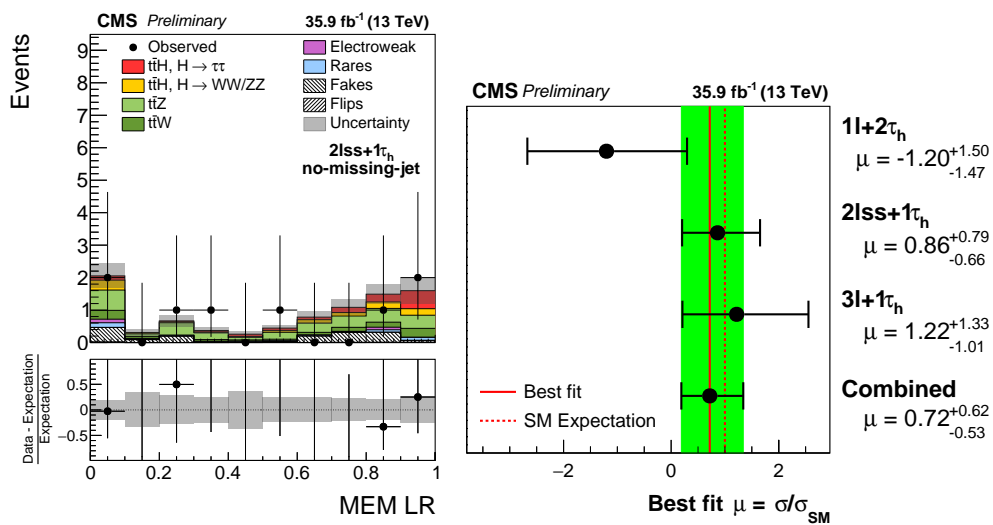 CMS Preliminary 35.9 fb⁻¹ (13 TeV)
Events
9
8
7
6
5
4
3
2
1
0
Observed
tt̄H, H → ττ
tt̄H, H → WW/ZZ
tt̄Z
tt̄W
Electroweak
Rares
Fakes
Flips
Uncertainty
2lss+1τ_h
no-missing-jet
Data - Expectation
Expectation
0.5
0
−0.5
0 0.2 0.4 0.6 0.8 1
MEM LR
CMS Preliminary 35.9 fb⁻¹ (13 TeV)
1l+2τ_h
μ = -1.20 +1.50 -1.47
2lss+1τ_h
μ = 0.86 +0.79 -0.66
3l+1τ_h
μ = 1.22 +1.33 -1.01
Combined
μ = 0.72 +0.62 -0.53
Best fit
SM Expectation
−2 0 2
Best fit μ = σ/σ_SM